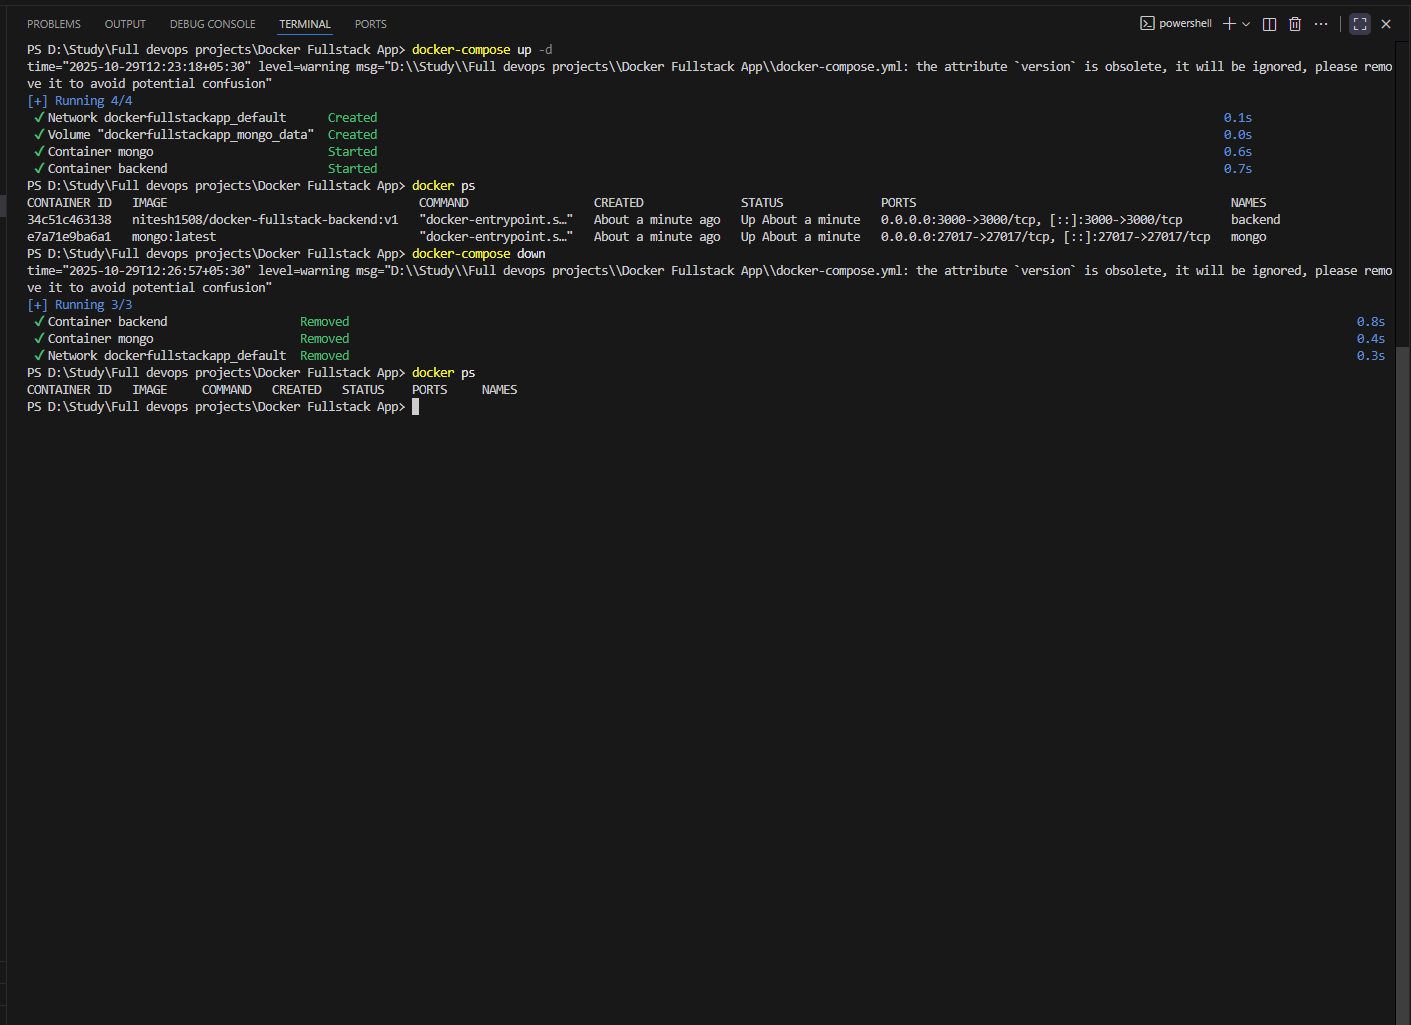 PROBLEMS OUTPUT DEBUG CONSOLE TERMINAL PORTS powershell
PS D:\Study\Full devops projects\Docker Fullstack App> docker-compose up -d
time="2025-10-29T12:23:18+05:30" level=warning msg="D:\\Study\\Full devops projects\\Docker Fullstack App\\docker-compose.yml: the attribute `version` is obsolete, it will be ignored, please remo
ve it to avoid potential confusion"
[+] Running 4/4
✓ Network dockerfullstackapp_default Created 0.1s
✓ Volume "dockerfullstackapp_mongo_data" Created 0.0s
✓ Container mongo Started 0.6s
✓ Container backend Started 0.7s
PS D:\Study\Full devops projects\Docker Fullstack App> docker ps
CONTAINER ID IMAGE COMMAND CREATED STATUS PORTS NAMES
34c51c463138 nitesh1508/docker-fullstack-backend:v1 "docker-entrypoint.s…" About a minute ago Up About a minute 0.0.0.0:3000->3000/tcp, [::]:3000->3000/tcp backend
e7a71e9ba6a1 mongo:latest "docker-entrypoint.s…" About a minute ago Up About a minute 0.0.0.0:27017->27017/tcp, [::]:27017->27017/tcp mongo
PS D:\Study\Full devops projects\Docker Fullstack App> docker-compose down
time="2025-10-29T12:26:57+05:30" level=warning msg="D:\\Study\\Full devops projects\\Docker Fullstack App\\docker-compose.yml: the attribute `version` is obsolete, it will be ignored, please remo
ve it to avoid potential confusion"
[+] Running 3/3
✓ Container backend Removed 0.8s
✓ Container mongo Removed 0.4s
✓ Network dockerfullstackapp_default Removed 0.3s
PS D:\Study\Full devops projects\Docker Fullstack App> docker ps
CONTAINER ID IMAGE COMMAND CREATED STATUS PORTS NAMES
PS D:\Study\Full devops projects\Docker Fullstack App>